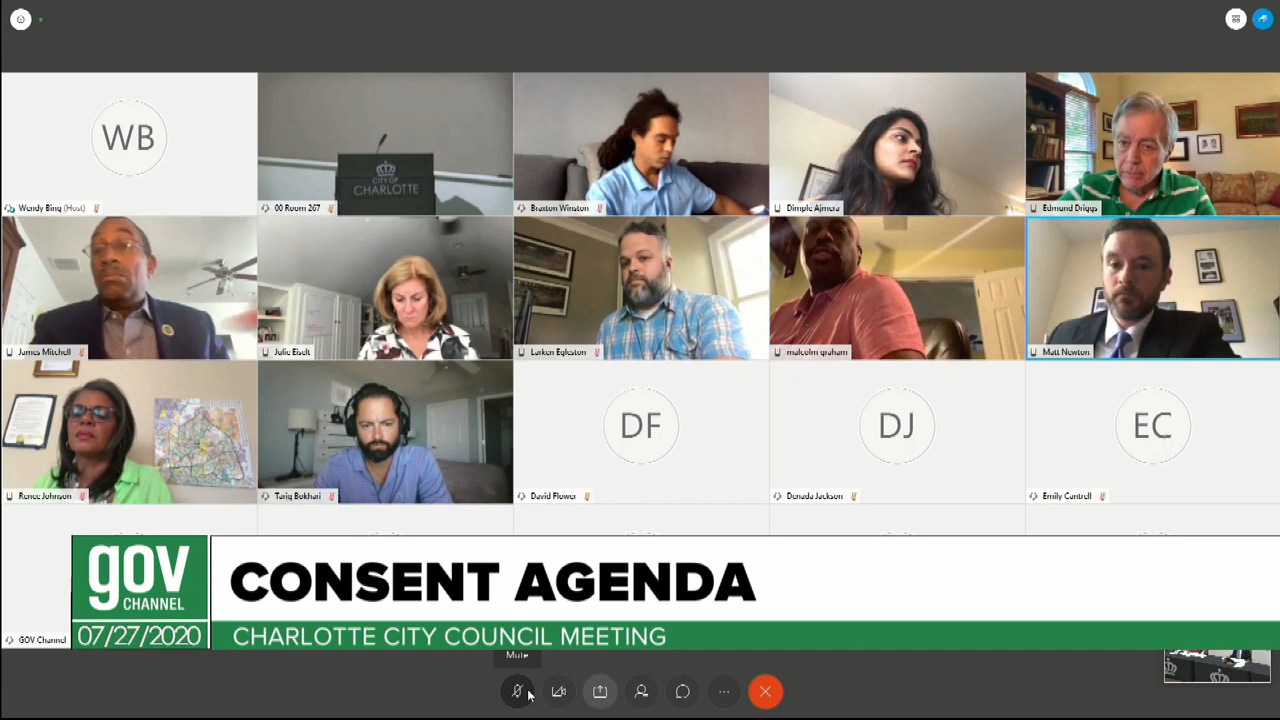 WB
CITY OF
CHARLOTTE
Wendy Bing (Host)
00 Room 267
Braxton Winston
Dimple Ajmera
Edmund Driggs
James Mitchell
Julie Eiselt
Larken Egleston
malcolm graham
Matt Newton
DF
DJ
EC
Renee Johnson
Tariq Bokhari
David Flower
Denada Jackson
Emily Cantrell
gov
CHANNEL
07/27/2020
CONSENT AGENDA
CHARLOTTE CITY COUNCIL MEETING
GOV Channel
Mute